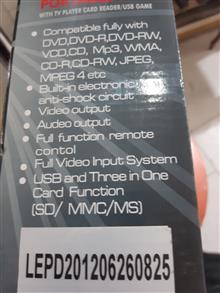 WITH TV PLAYER CARD READER/USB GAME
• Compatible fully with
DVD,DVD-R,DVD-RW,
VCD,CD, Mp3, WMA,
CD-R,CD-RW, JPEG,
MPEG 4 etc
• Built-in electronic
anti-shock circuit
• Video output
• Audio output
• Full function remote
control
• Full Video Input System
• USB and Three in One
Card Function
(SD/ MMC/MS)
LEPD201206260825